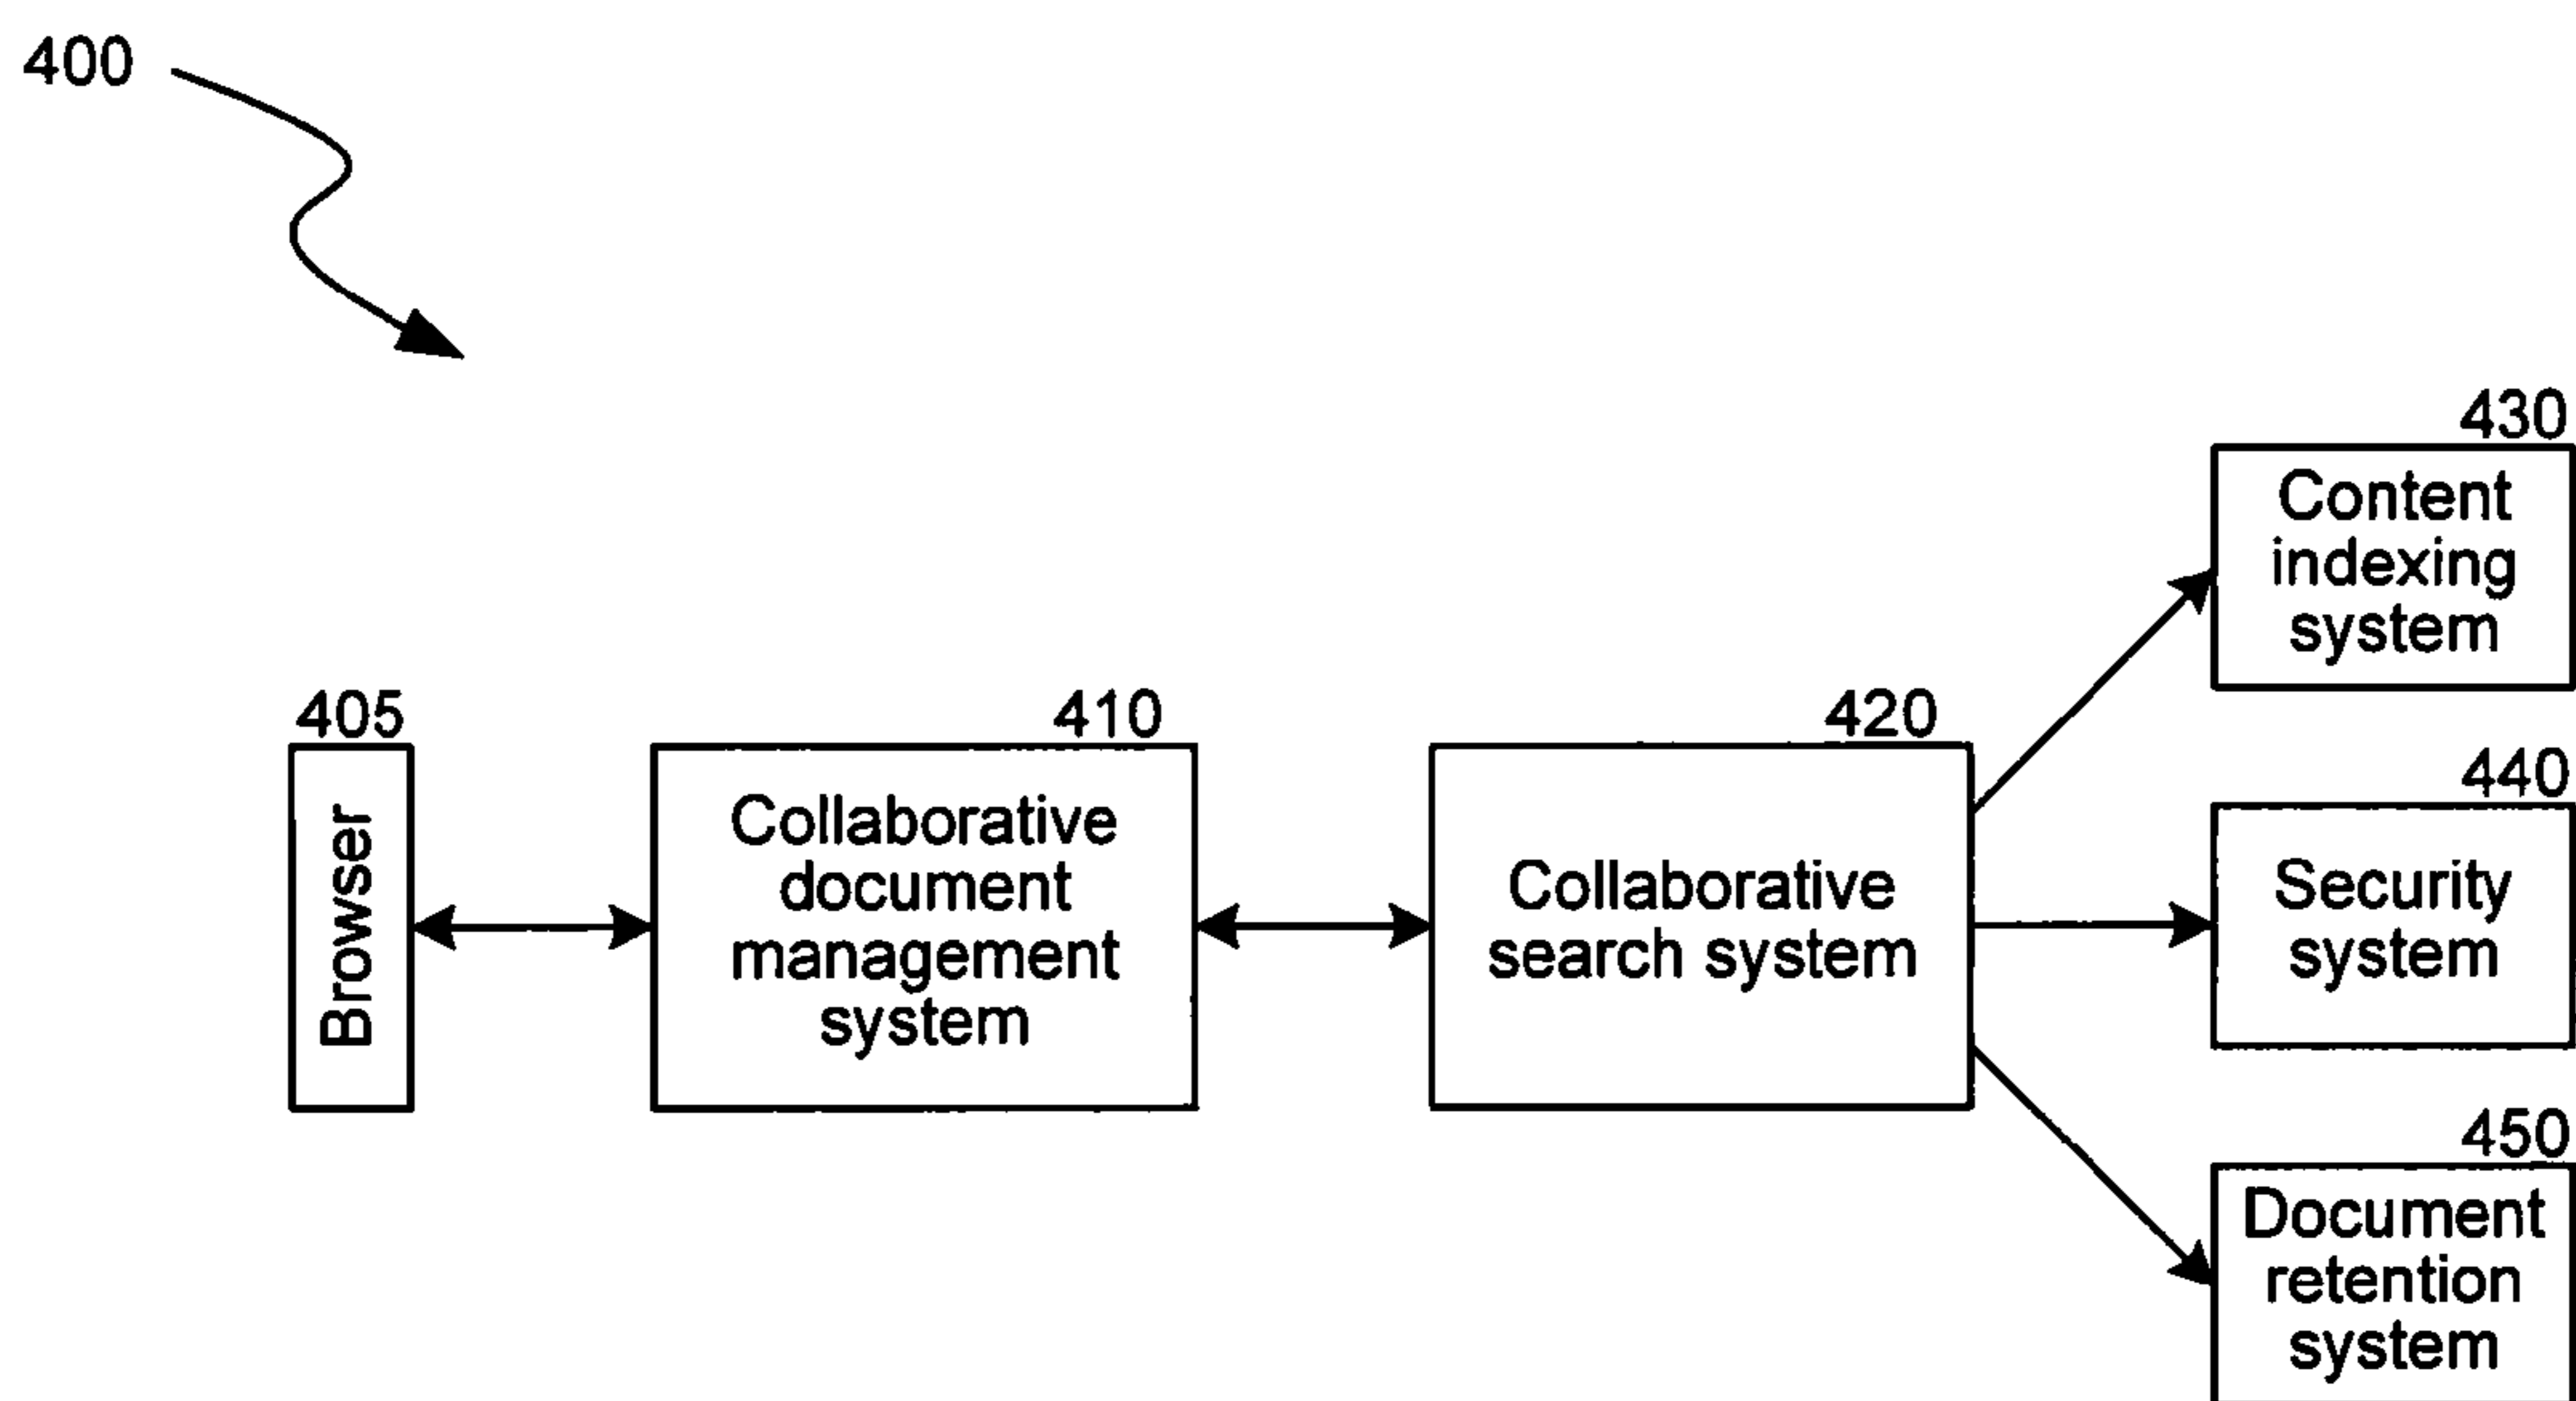 400
430
Content
indexing
system
405
Browser
410
Collaborative
document
management
system
420
Collaborative
search system
440
Security
system
450
Document
retention
system